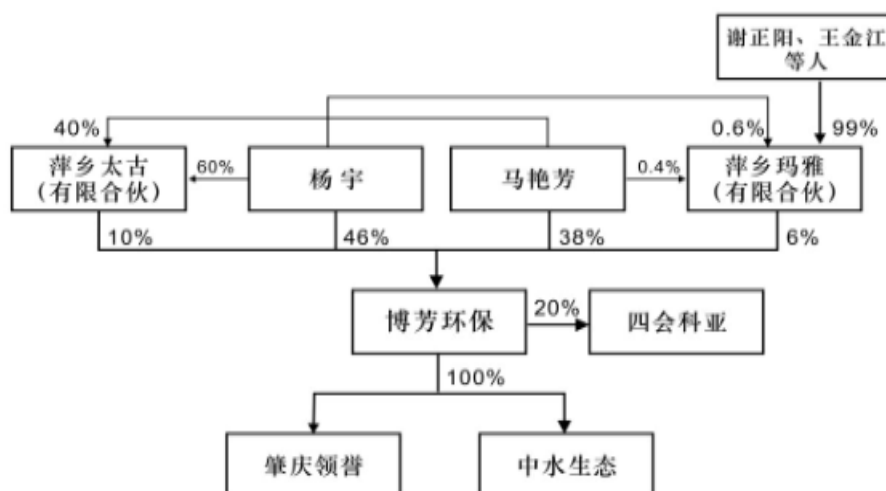 谢正阳、王金江
等人
40%
0.6%
99%
萍乡太古
（有限合伙）
60%
杨宇
马艳芳
0.4%
萍乡玛雅
（有限合伙）
10%
46%
38%
6%
博芳环保
20%
四会科亚
100%
肇庆领誉
中水生态